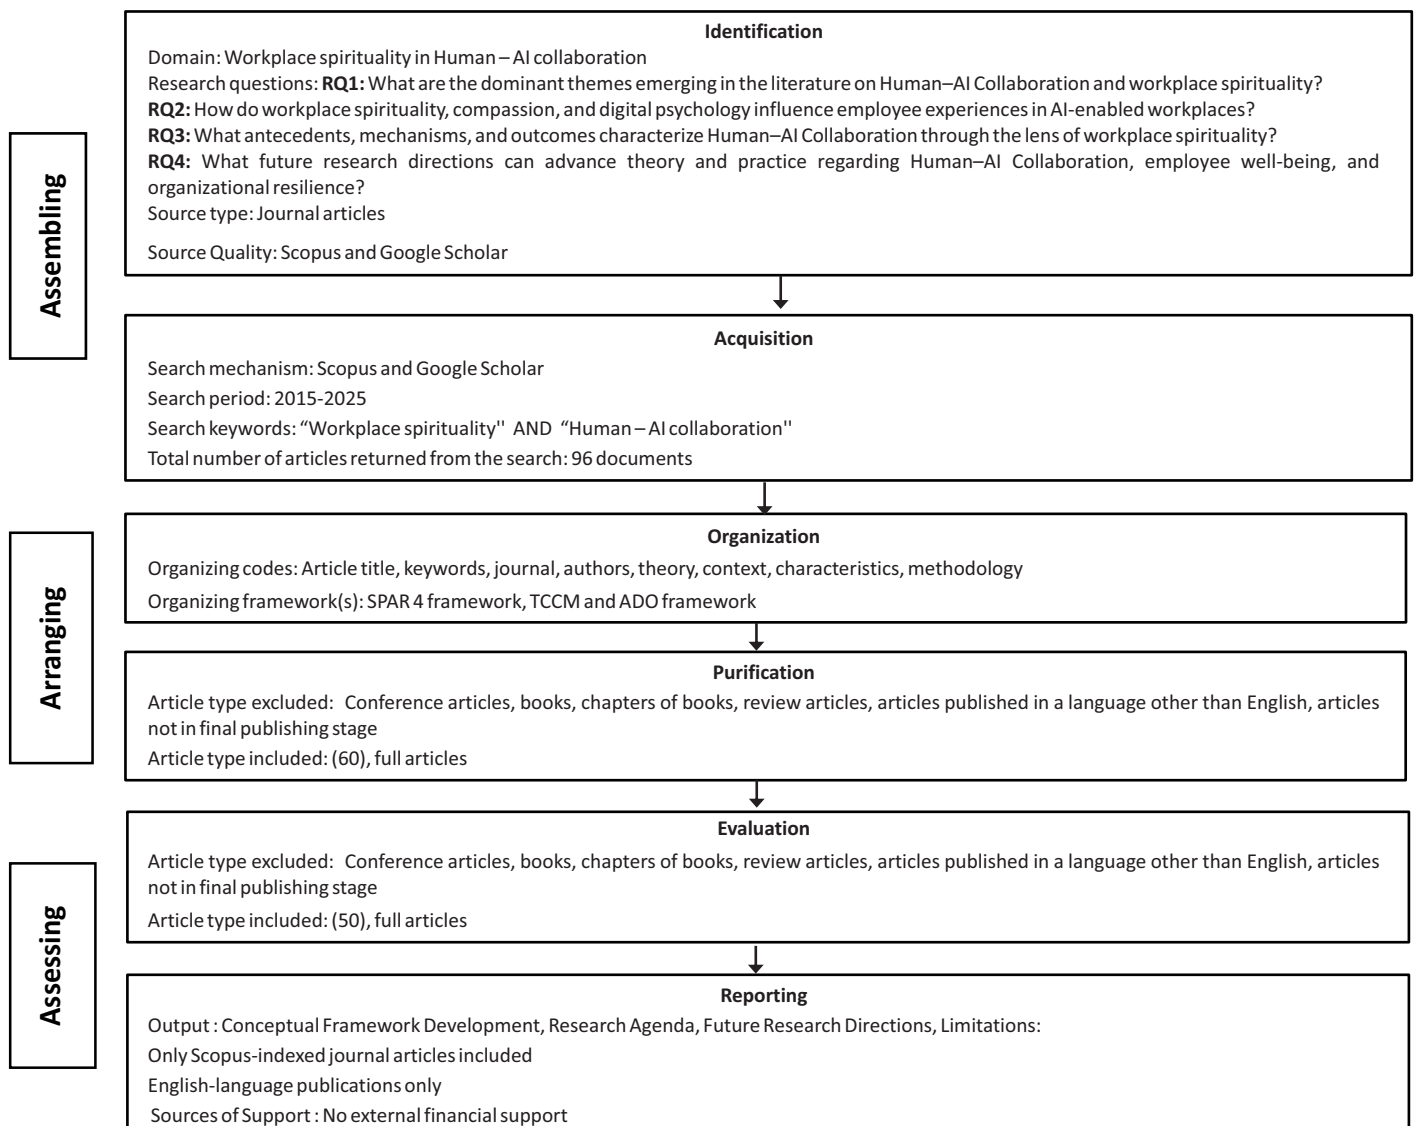 Assembling
Identification
Domain: Workplace spirituality in Human – AI collaboration
Research questions: RQ1: What are the dominant themes emerging in the literature on Human–AI Collaboration and workplace spirituality?
RQ2: How do workplace spirituality, compassion, and digital psychology influence employee experiences in AI-enabled workplaces?
RQ3: What antecedents, mechanisms, and outcomes characterize Human–AI Collaboration through the lens of workplace spirituality?
RQ4: What future research directions can advance theory and practice regarding Human–AI Collaboration, employee well-being, and
organizational resilience?
Source type: Journal articles
Source Quality: Scopus and Google Scholar
Acquisition
Search mechanism: Scopus and Google Scholar
Search period: 2015-2025
Search keywords: “Workplace spirituality'' AND “Human – AI collaboration''
Total number of articles returned from the search: 96 documents
Arranging
Organization
Organizing codes: Article title, keywords, journal, authors, theory, context, characteristics, methodology
Organizing framework(s): SPAR 4 framework, TCCM and ADO framework
Purification
Article type excluded: Conference articles, books, chapters of books, review articles, articles published in a language other than English, articles
not in final publishing stage
Article type included: (60), full articles
Assessing
Evaluation
Article type excluded: Conference articles, books, chapters of books, review articles, articles published in a language other than English, articles
not in final publishing stage
Article type included: (50), full articles
Reporting
Output : Conceptual Framework Development, Research Agenda, Future Research Directions, Limitations:
Only Scopus-indexed journal articles included
English-language publications only
Sources of Support : No external financial support